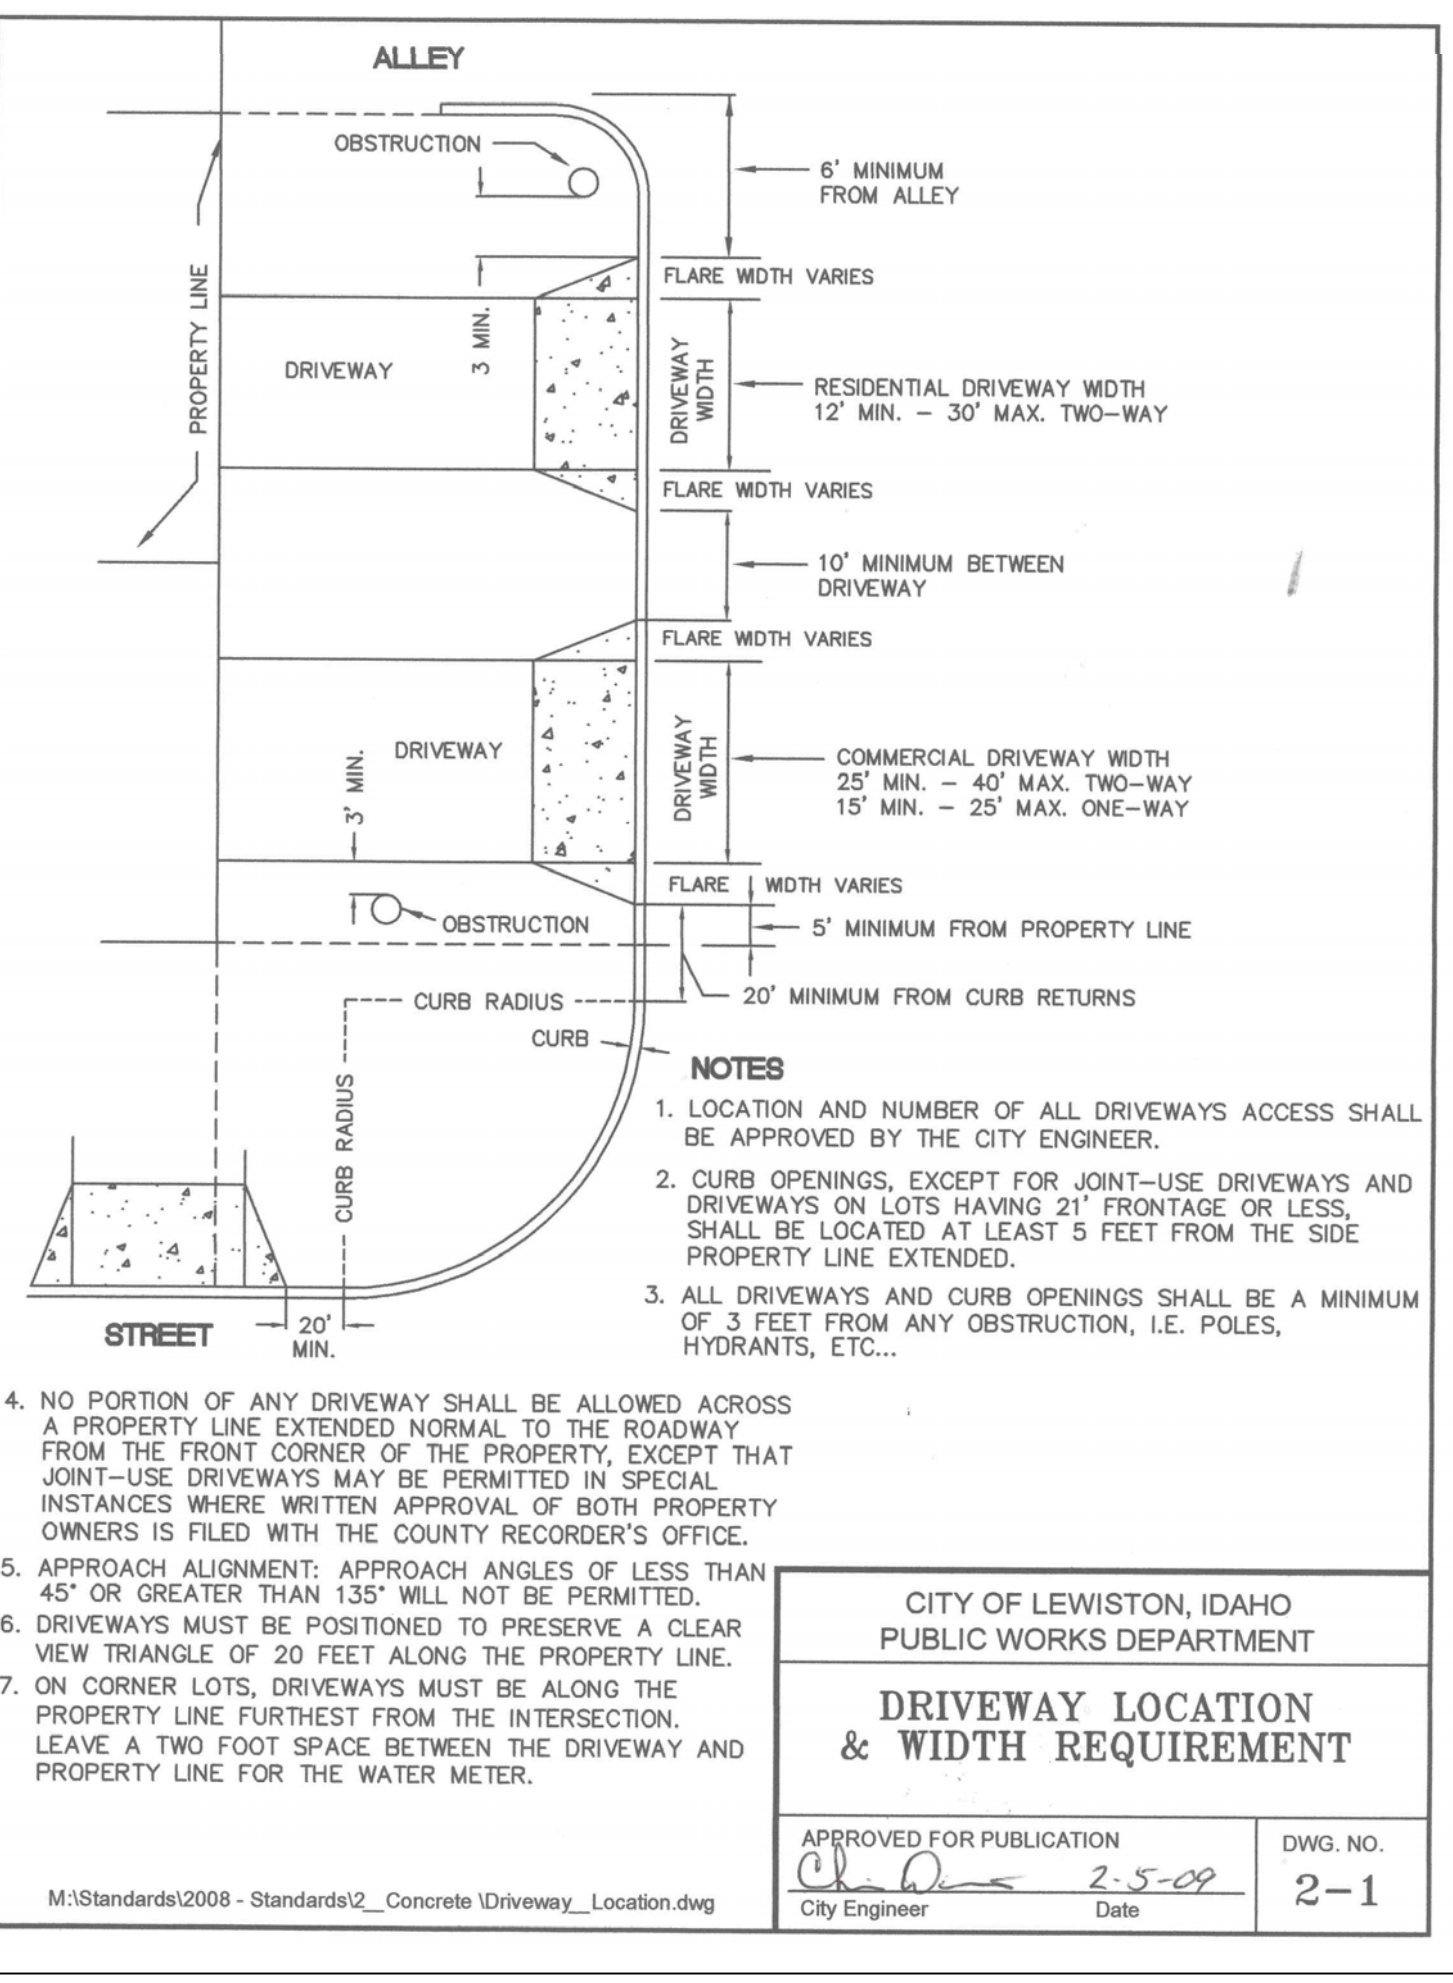 ALLEY
OBSTRUCTION
6' MINIMUM
FROM ALLEY
PROPERTY LINE
FLARE WIDTH VARIES
3 MIN.
DRIVEWAY
DRIVEWAY
WIDTH
RESIDENTIAL DRIVEWAY WIDTH
12' MIN. – 30' MAX. TWO–WAY
FLARE WIDTH VARIES
10' MINIMUM BETWEEN
DRIVEWAY
FLARE WIDTH VARIES
DRIVEWAY
3' MIN.
DRIVEWAY
WIDTH
COMMERCIAL DRIVEWAY WIDTH
25' MIN. – 40' MAX. TWO–WAY
15' MIN. – 25' MAX. ONE–WAY
FLARE WIDTH VARIES
OBSTRUCTION
5' MINIMUM FROM PROPERTY LINE
CURB RADIUS
20' MINIMUM FROM CURB RETURNS
CURB
CURB RADIUS
STREET
20'
MIN.
NOTES
1. LOCATION AND NUMBER OF ALL DRIVEWAYS ACCESS SHALL
BE APPROVED BY THE CITY ENGINEER.
2. CURB OPENINGS, EXCEPT FOR JOINT–USE DRIVEWAYS AND
DRIVEWAYS ON LOTS HAVING 21' FRONTAGE OR LESS,
SHALL BE LOCATED AT LEAST 5 FEET FROM THE SIDE
PROPERTY LINE EXTENDED.
3. ALL DRIVEWAYS AND CURB OPENINGS SHALL BE A MINIMUM
OF 3 FEET FROM ANY OBSTRUCTION, I.E. POLES,
HYDRANTS, ETC...
4. NO PORTION OF ANY DRIVEWAY SHALL BE ALLOWED ACROSS
A PROPERTY LINE EXTENDED NORMAL TO THE ROADWAY
FROM THE FRONT CORNER OF THE PROPERTY, EXCEPT THAT
JOINT–USE DRIVEWAYS MAY BE PERMITTED IN SPECIAL
INSTANCES WHERE WRITTEN APPROVAL OF BOTH PROPERTY
OWNERS IS FILED WITH THE COUNTY RECORDER'S OFFICE.
5. APPROACH ALIGNMENT: APPROACH ANGLES OF LESS THAN
45° OR GREATER THAN 135° WILL NOT BE PERMITTED.
6. DRIVEWAYS MUST BE POSITIONED TO PRESERVE A CLEAR
VIEW TRIANGLE OF 20 FEET ALONG THE PROPERTY LINE.
7. ON CORNER LOTS, DRIVEWAYS MUST BE ALONG THE
PROPERTY LINE FURTHEST FROM THE INTERSECTION.
LEAVE A TWO FOOT SPACE BETWEEN THE DRIVEWAY AND
PROPERTY LINE FOR THE WATER METER.
M:\Standards\2008 - Standards\2__Concrete \Driveway__Location.dwg
CITY OF LEWISTON, IDAHO
PUBLIC WORKS DEPARTMENT
DRIVEWAY LOCATION
& WIDTH REQUIREMENT
APPROVED FOR PUBLICATION
2-5-09
City Engineer Date
DWG. NO.
2–1